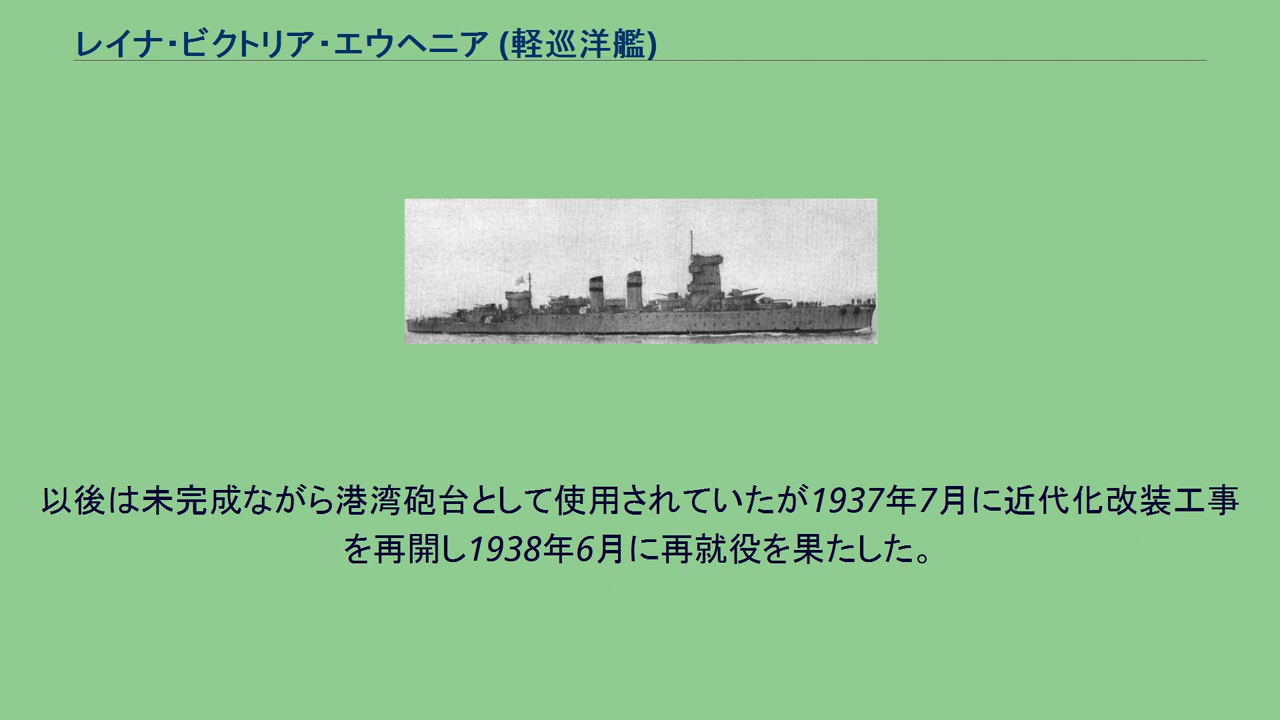 レイナ・ビクトリア・エウヘニア (軽巡洋艦)
以後は未完成ながら港湾砲台として使用されていたが1937年7月に近代化改装工事
を再開し1938年6月に再就役を果たした。